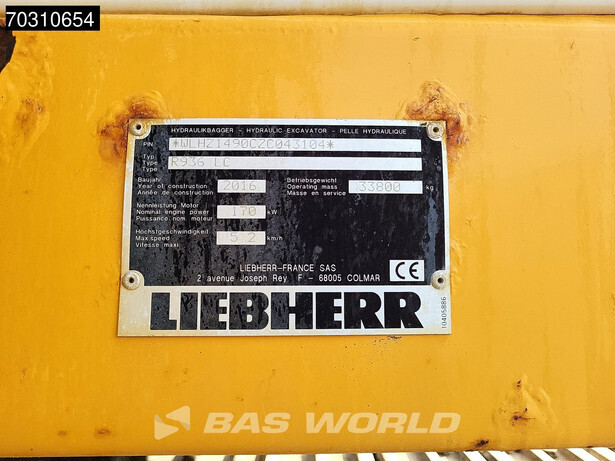 70310654
HYDRAULIKBAGGER - HYDRAULIC EXCAVATOR - PELLE HYDRAULIQUE
PIN *WLHZ1490CZC043104*
Typ
Type R936 LC
Type
Baujahr
Year of construction 2016
Année de construction
Betriebsgewicht
Operating mass 33800 kg
Masse en service
Nennleistung Motor
Nominal engine power 170 kW
Puissance nom. moteur
Höchstgeschwindigkeit
Max.speed 5.2 km/h
Vitesse maxi
LIEBHERR-FRANCE SAS
2 avenue Joseph Rey F - 68005 COLMAR
CE
LIEBHERR
10405886
BAS WORLD